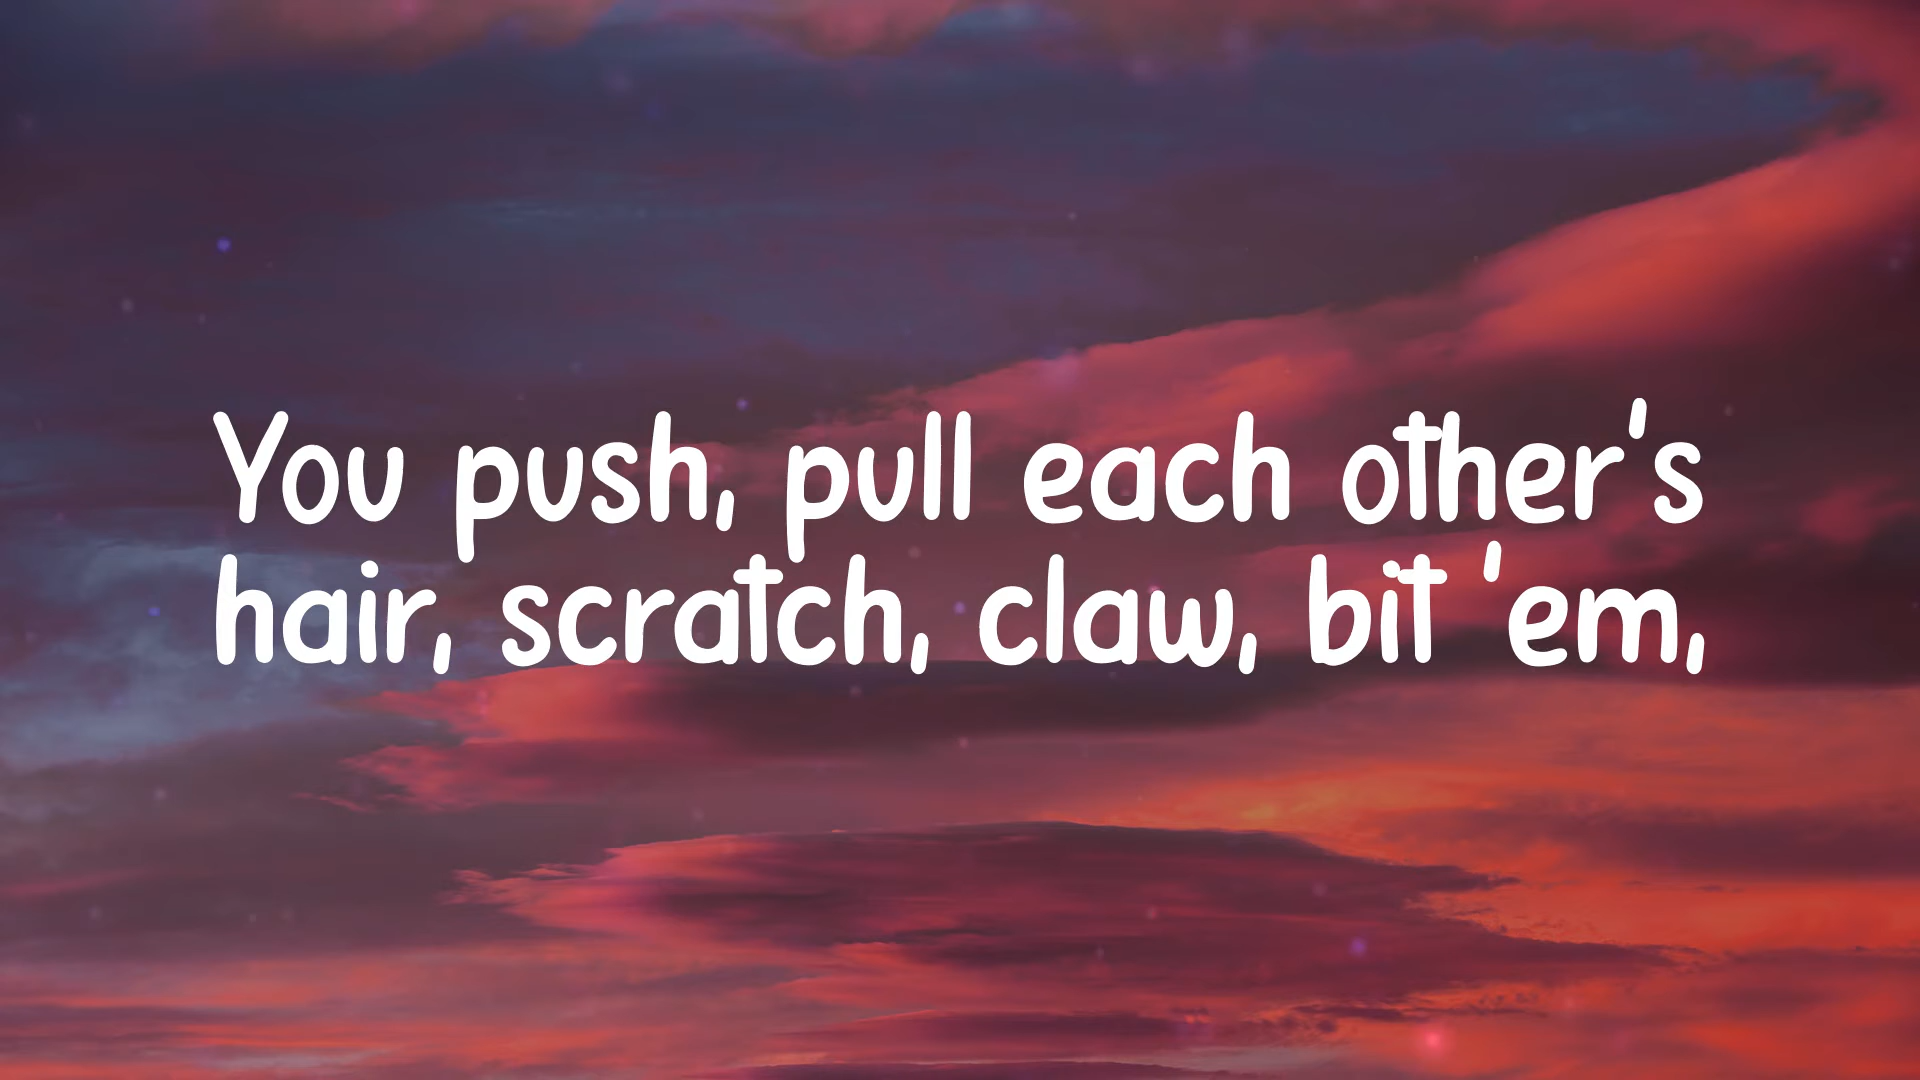 You push, pull each other's
hair, scratch, claw, bit 'em,